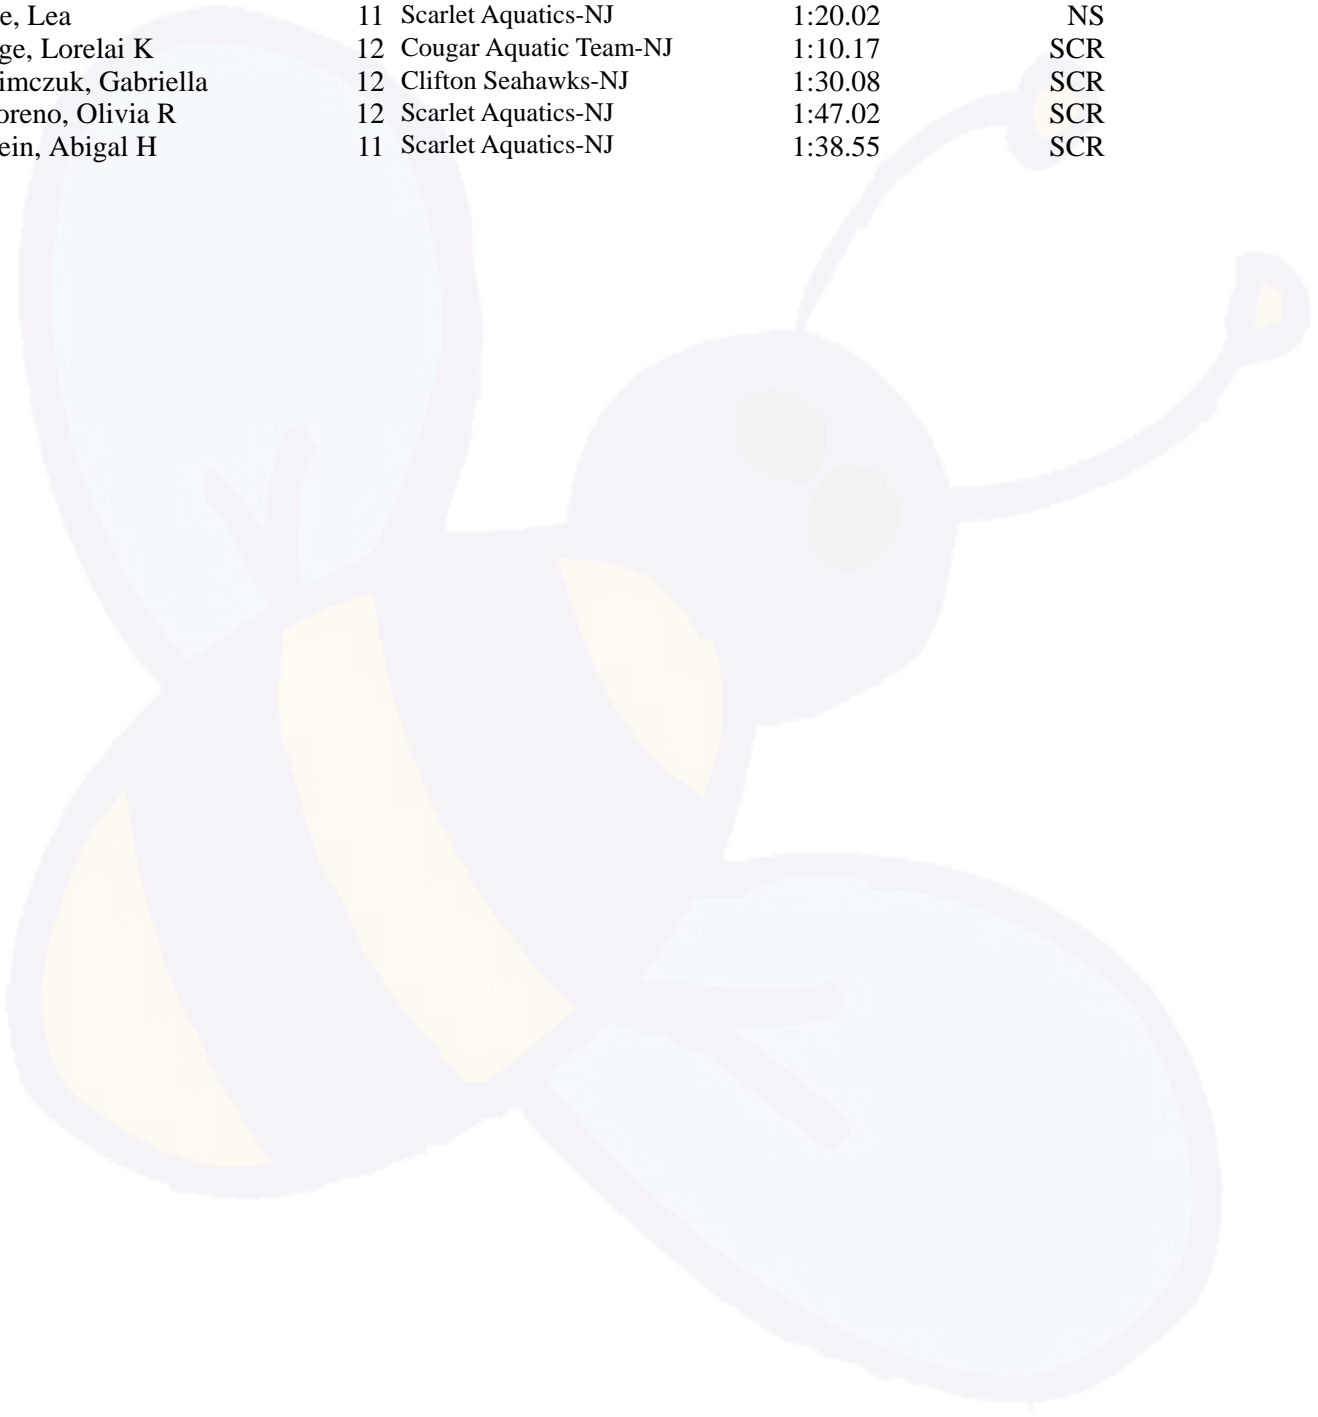 e, Lea 11 Scarlet Aquatics-NJ 1:20.02 NS
ge, Lorelai K 12 Cougar Aquatic Team-NJ 1:10.17 SCR
imczuk, Gabriella 12 Clifton Seahawks-NJ 1:30.08 SCR
oreno, Olivia R 12 Scarlet Aquatics-NJ 1:47.02 SCR
ein, Abigal H 11 Scarlet Aquatics-NJ 1:38.55 SCR